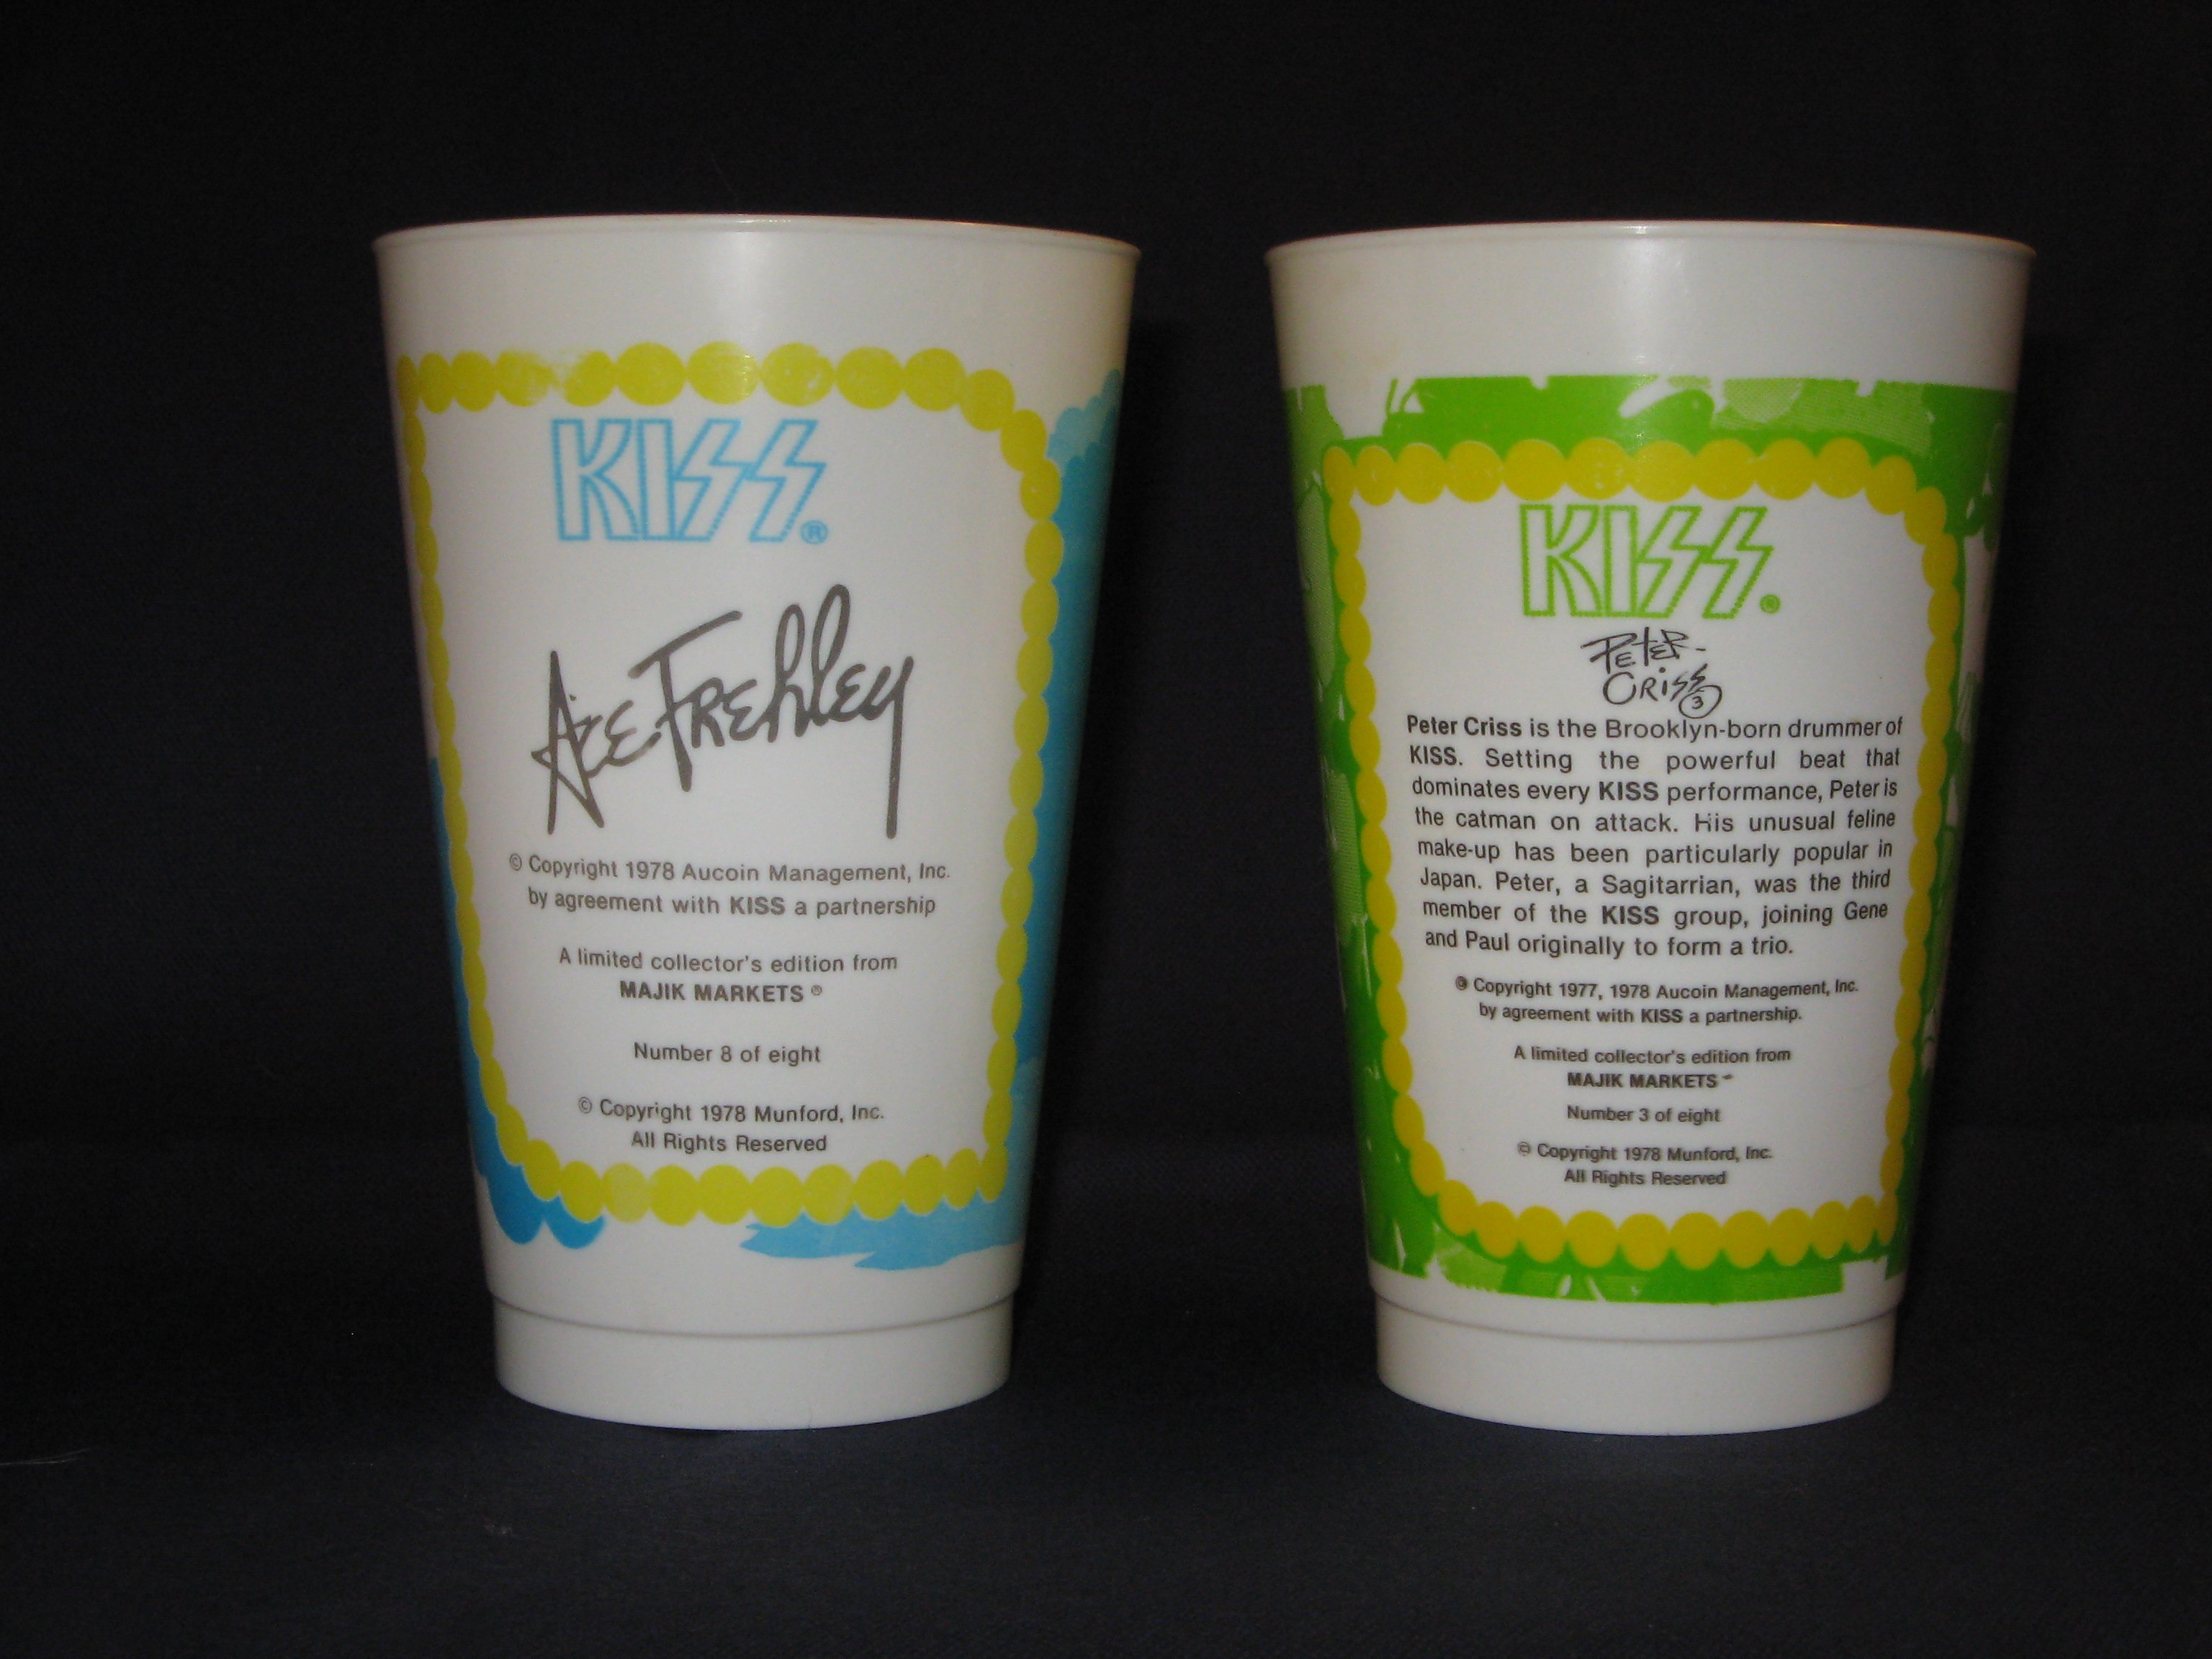 KISS®
Ace Frehley
© Copyright 1978 Aucoin Management, Inc.
by agreement with KISS a partnership
A limited collector's edition from
MAJIK MARKETS ®
Number 8 of eight
© Copyright 1978 Munford, Inc.
All Rights Reserved
KISS®
Peter
Criss 3
Peter Criss is the Brooklyn-born drummer of
KISS. Setting the powerful beat that
dominates every KISS performance, Peter is
the catman on attack. His unusual feline
make-up has been particularly popular in
Japan. Peter, a Sagitarrian, was the third
member of the KISS group, joining Gene
and Paul originally to form a trio.
© Copyright 1977, 1978 Aucoin Management, Inc.
by agreement with KISS a partnership.
A limited collector's edition from
MAJIK MARKETS
Number 3 of eight
© Copyright 1978 Munford, Inc.
All Rights Reserved